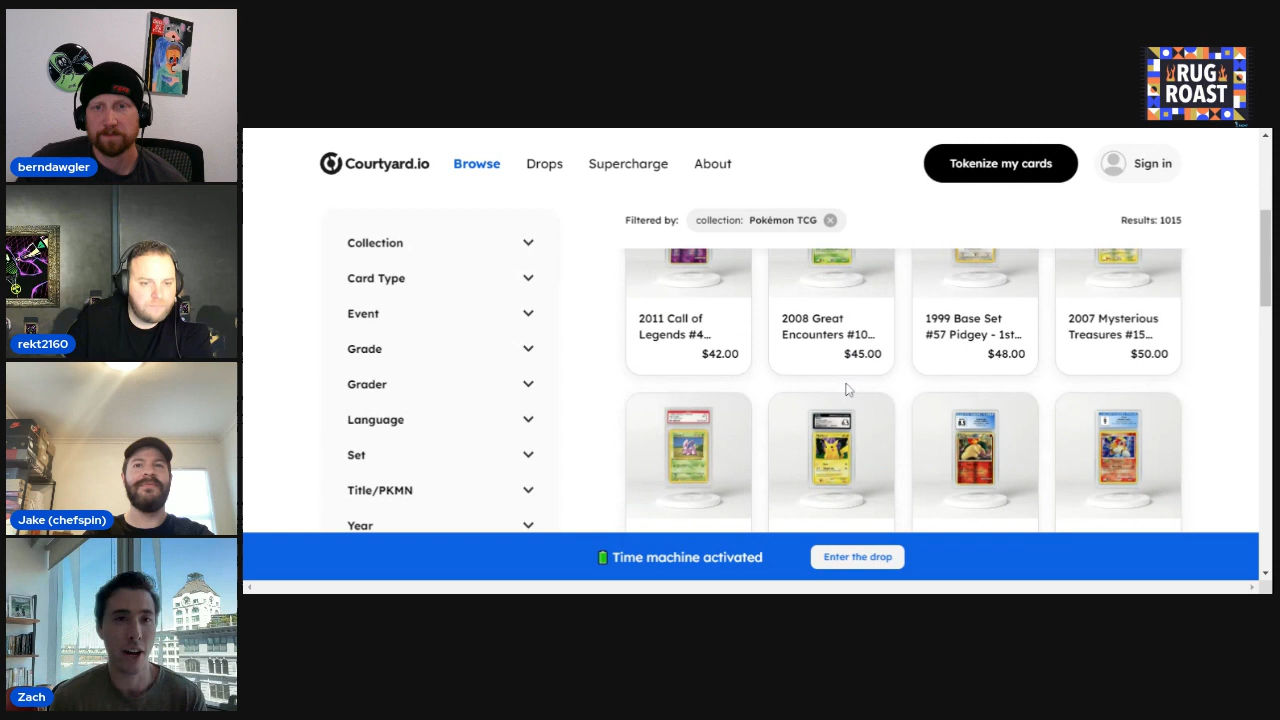 berndawgler
rekt2160
Jake (chefspin)
Zach
RUG
ROAST
Courtyard.io
Browse
Drops
Supercharge
About
Tokenize my cards
Sign in
Filtered by:
collection: Pokémon TCG
Results: 1015
Collection
Card Type
Event
Grade
Grader
Language
Set
Title/PKMN
Year
2011 Call of
Legends #4...
$42.00
2008 Great
Encounters #10...
$45.00
1999 Base Set
#57 Pidgey - 1st...
$48.00
2007 Mysterious
Treasures #15...
$50.00
Time machine activated
Enter the drop